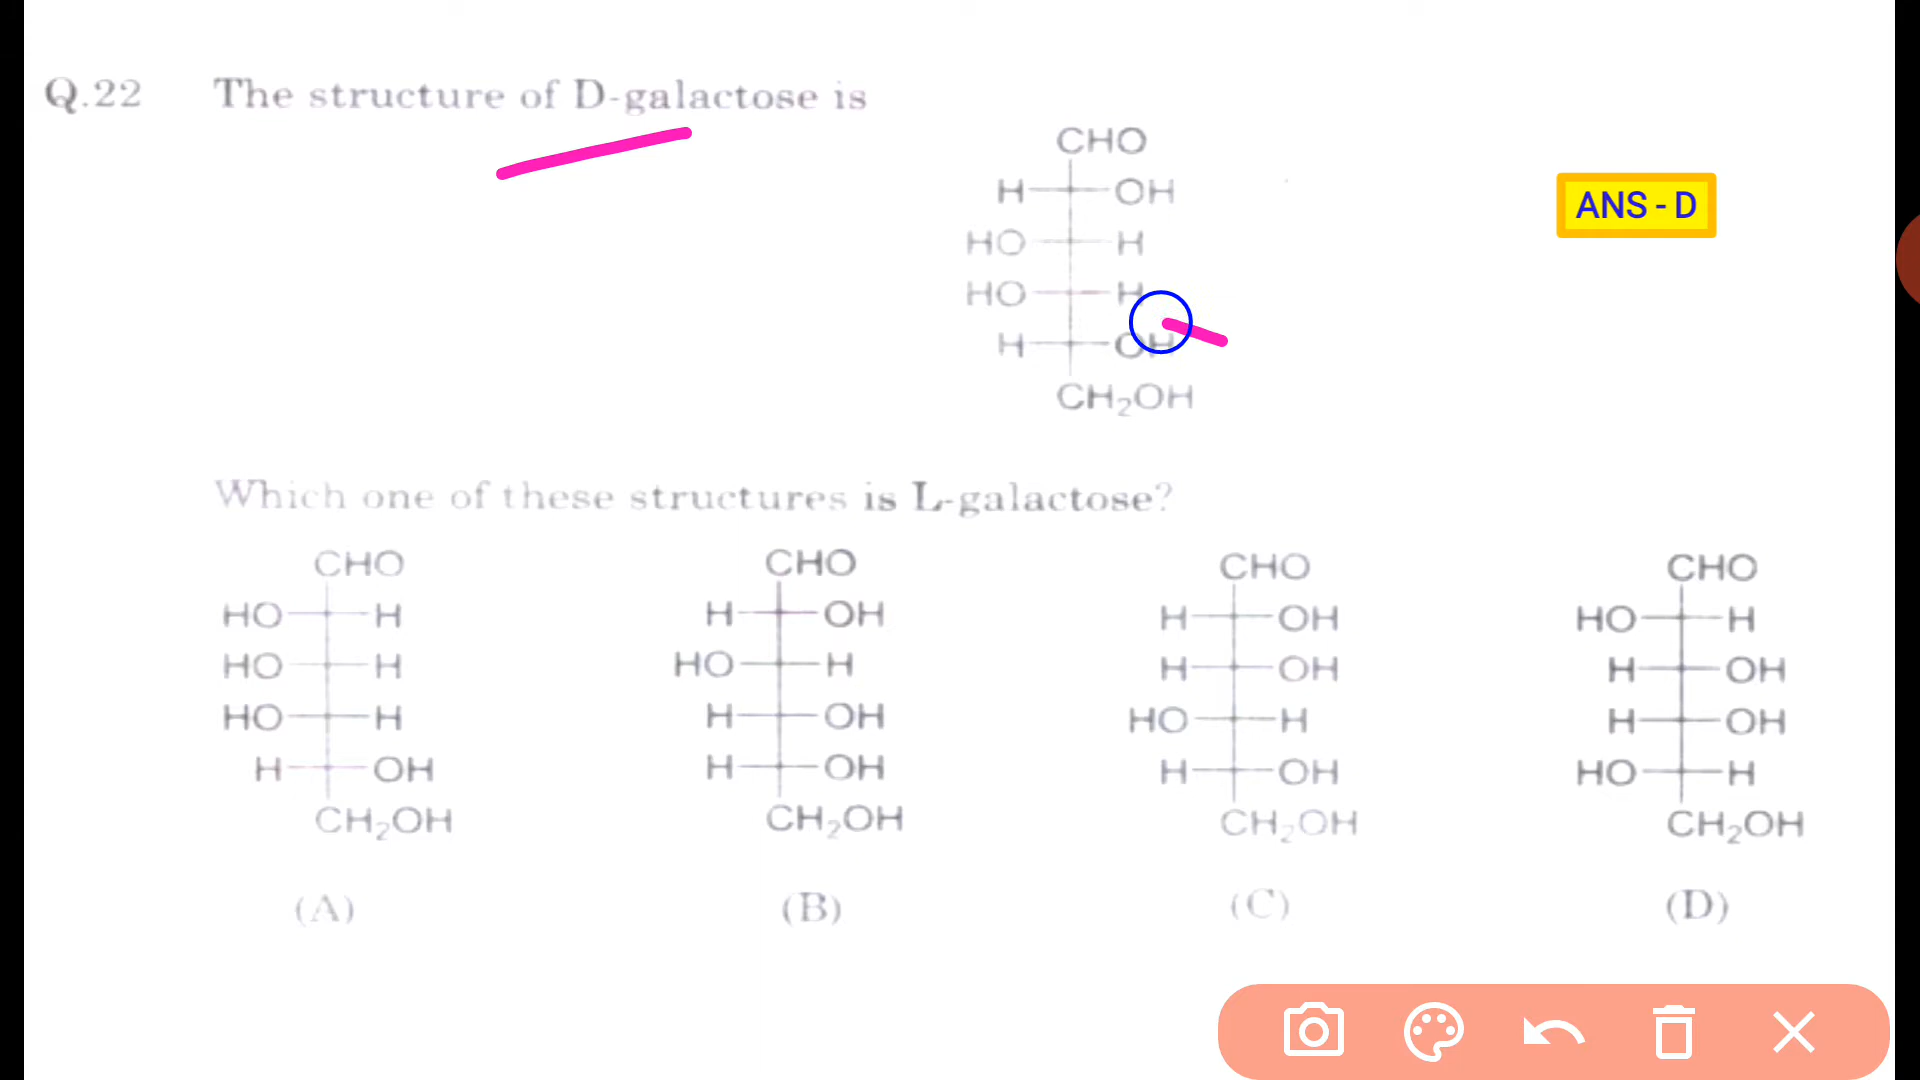 Q.22 The structure of D-galactose is
CHO
H OH
ANS - D
HO H
HO H
H OH
CH₂OH
Which one of these structures is L-galactose?
CHO CHO CHO CHO
HO H H OH H OH HO H
HO H HO H H OH H OH
HO H H OH HO H H OH
H OH H OH H OH HO H
CH₂OH CH₂OH CH₂OH CH₂OH
(A) (B) (C) (D)